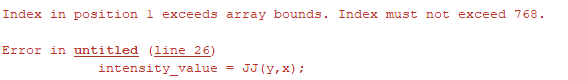 Index in position 1 exceeds array bounds. Index must not exceed 768.
Error in untitled (line 26)
intensity_value = JJ(y,x);